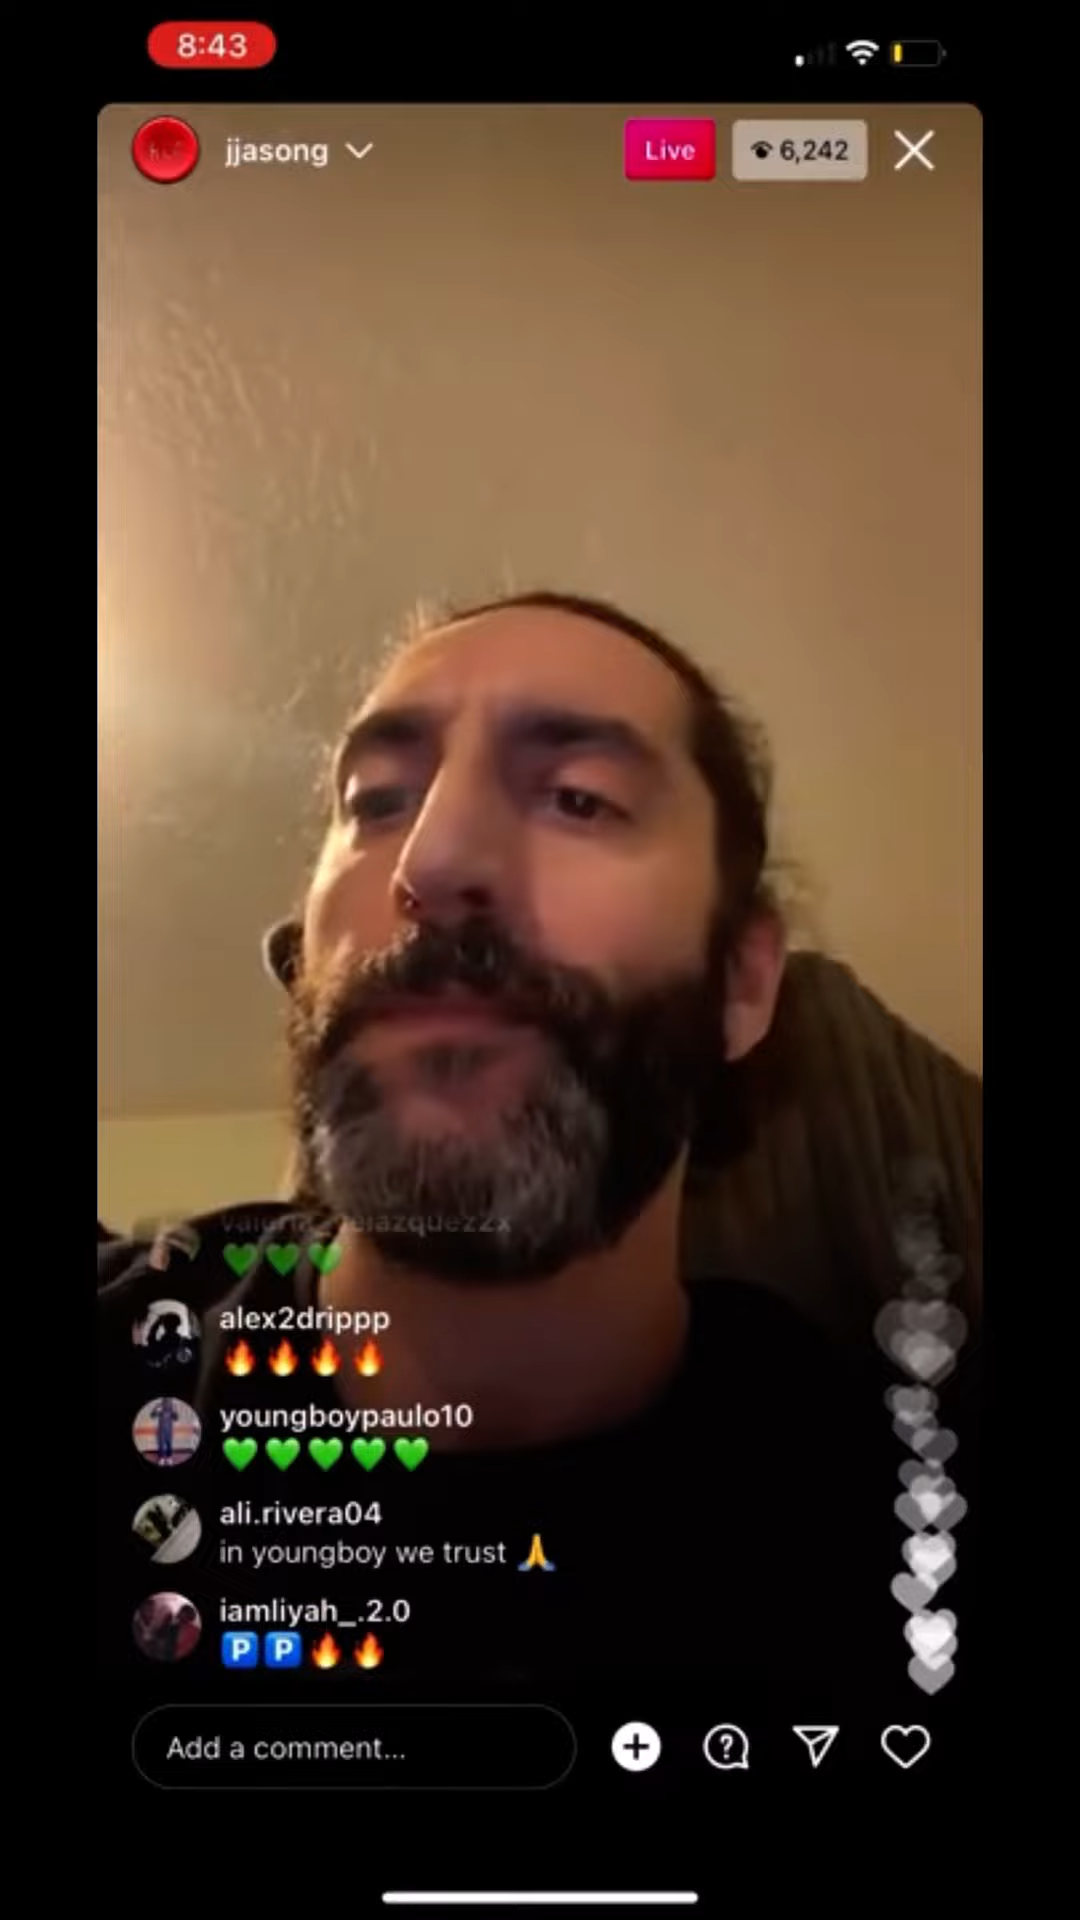 8:43
jjasong
Live
6,242
alex2drippp
🔥🔥🔥🔥
youngboypaulo10
💚💚💚💚💚
ali.rivera04
in youngboy we trust 🙏
iamliyah_.2.0
🅿️🅿️🔥🔥
Add a comment...